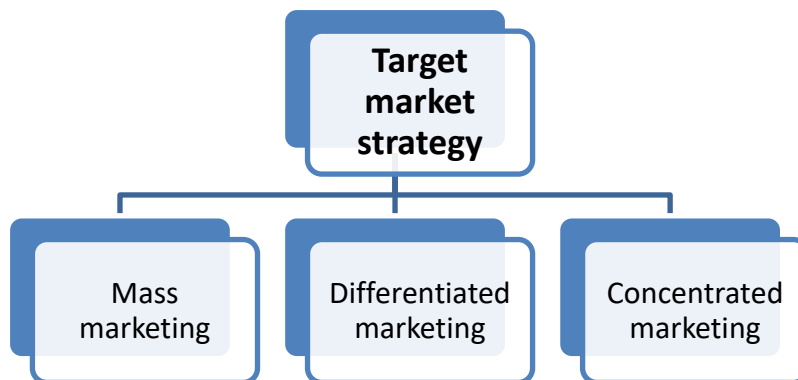 Target
market
strategy
Mass
marketing
Differentiated
marketing
Concentrated
marketing